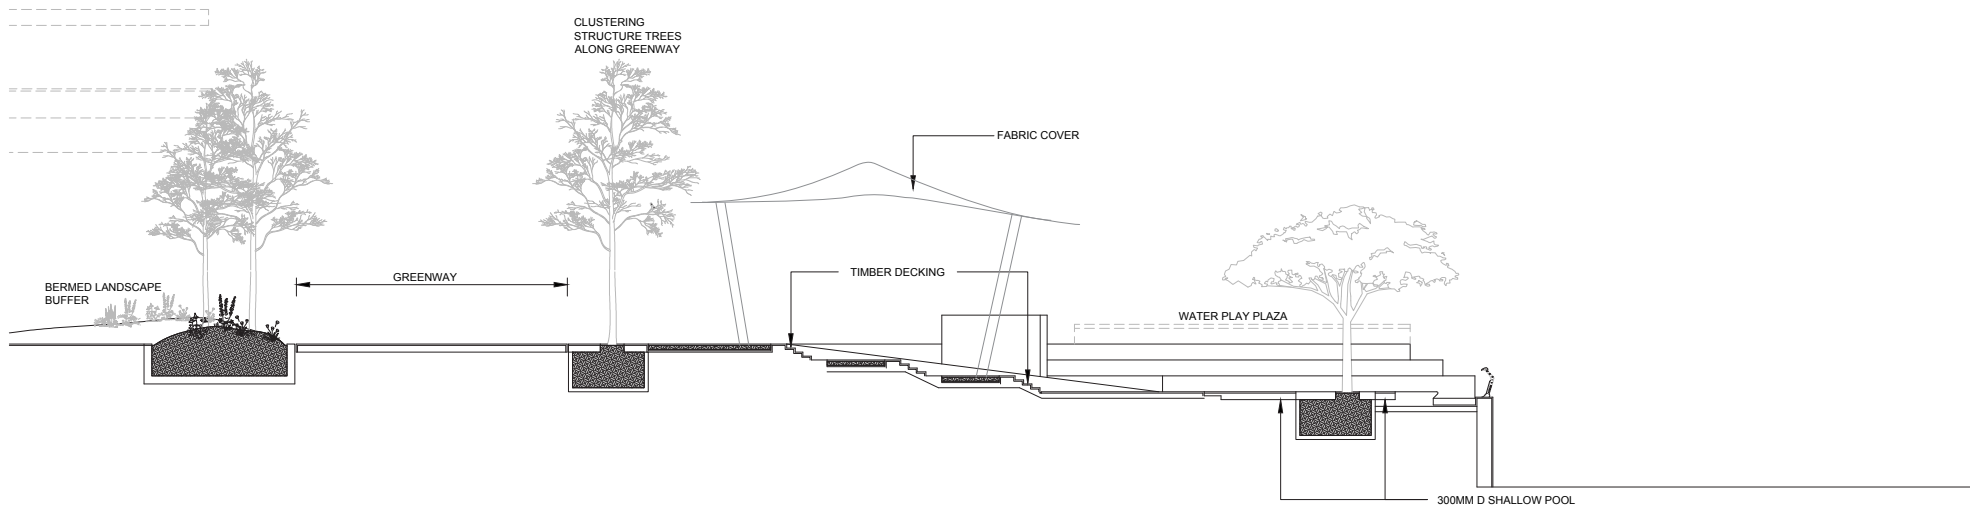 CLUSTERING
STRUCTURE TREES
ALONG GREENWAY
FABRIC COVER
TIMBER DECKING
GREENWAY
BERMED LANDSCAPE
BUFFER
WATER PLAY PLAZA
300MM D SHALLOW POOL